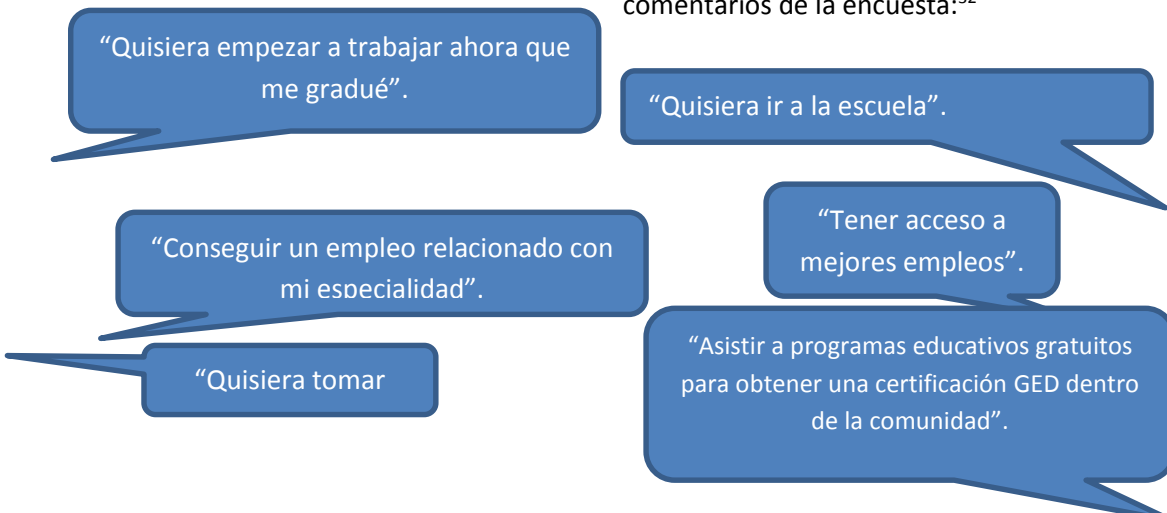 comentarios de la encuesta:⁵²
“Quisiera empezar a trabajar ahora que
me gradué”.
“Quisiera ir a la escuela”.
“Tener acceso a
mejores empleos”.
“Conseguir un empleo relacionado con
mi especialidad”.
“Asistir a programas educativos gratuitos
para obtener una certificación GED dentro
de la comunidad”.
“Quisiera tomar